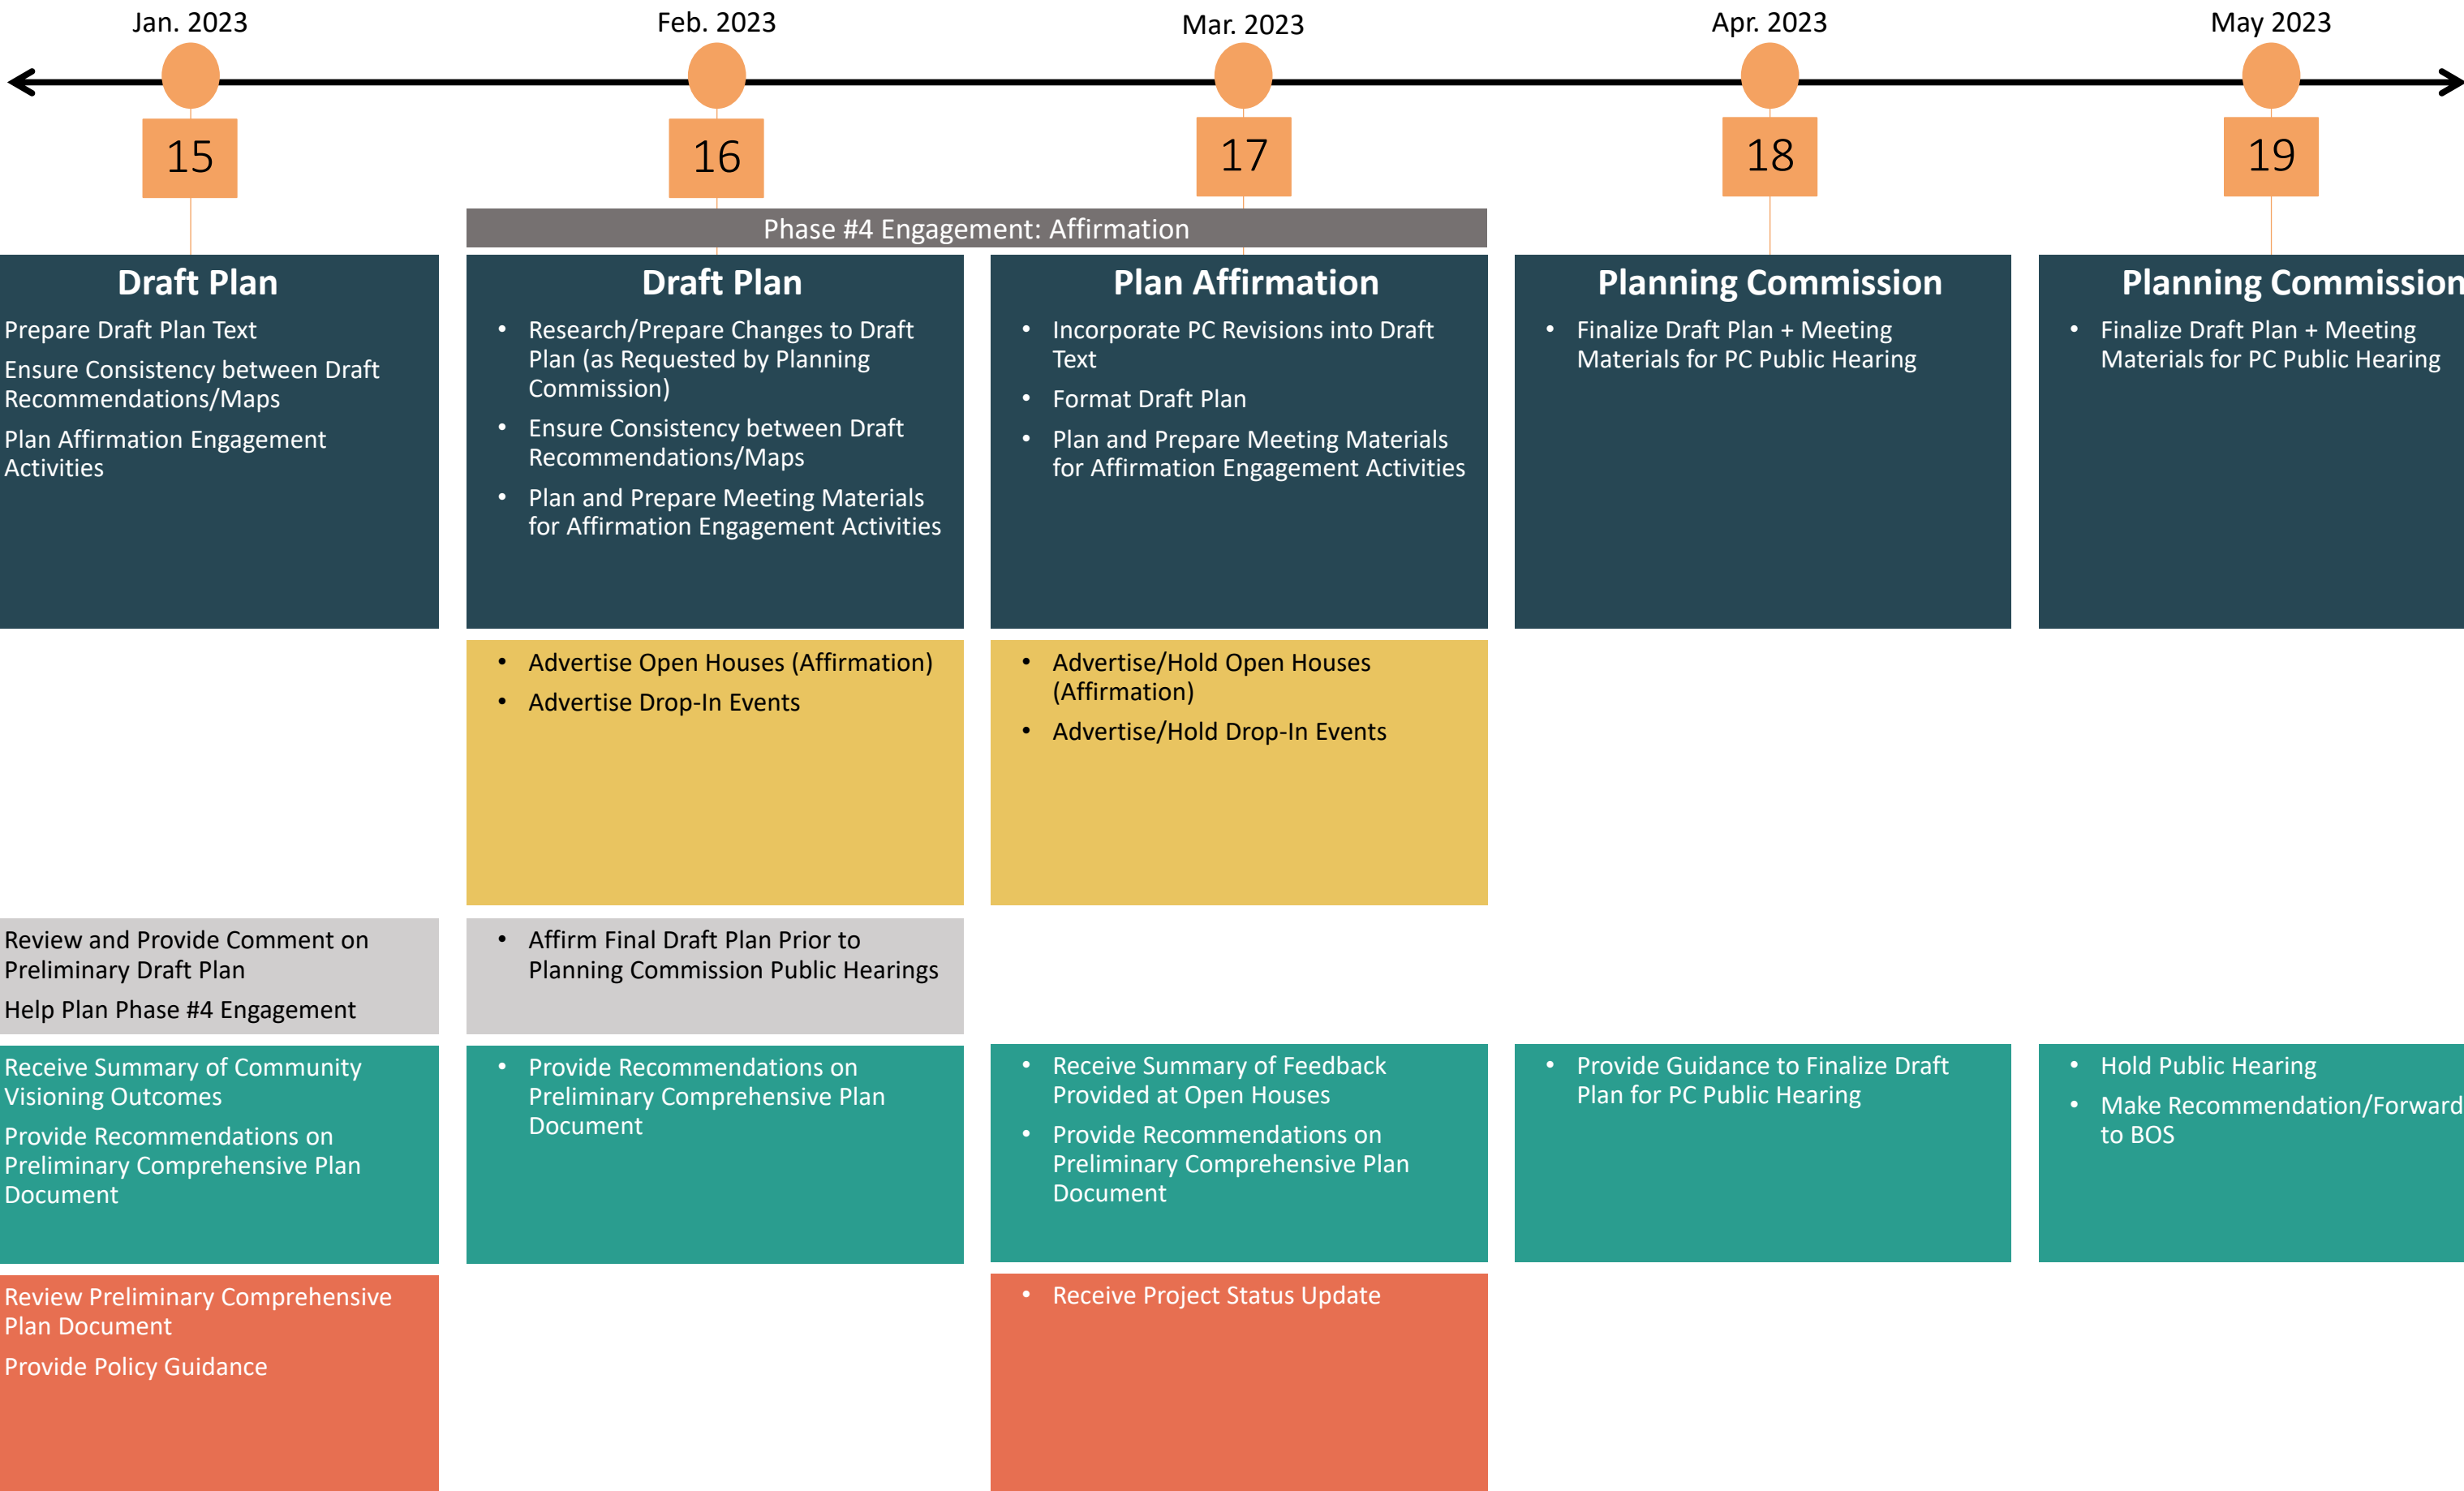 Jan. 2023
Feb. 2023
Mar. 2023
Apr. 2023
May 2023
15
16
17
18
19
Phase #4 Engagement: Affirmation
Draft Plan
Prepare Draft Plan Text
Ensure Consistency between Draft
Recommendations/Maps
Plan Affirmation Engagement
Activities
Draft Plan
• Research/Prepare Changes to Draft
Plan (as Requested by Planning
Commission)
• Ensure Consistency between Draft
Recommendations/Maps
• Plan and Prepare Meeting Materials
for Affirmation Engagement Activities
Plan Affirmation
• Incorporate PC Revisions into Draft
Text
• Format Draft Plan
• Plan and Prepare Meeting Materials
for Affirmation Engagement Activities
Planning Commission
• Finalize Draft Plan + Meeting
Materials for PC Public Hearing
Planning Commission
• Finalize Draft Plan + Meeting
Materials for PC Public Hearing
• Advertise Open Houses (Affirmation)
• Advertise Drop-In Events
• Advertise/Hold Open Houses
(Affirmation)
• Advertise/Hold Drop-In Events
Review and Provide Comment on
Preliminary Draft Plan
Help Plan Phase #4 Engagement
• Affirm Final Draft Plan Prior to
Planning Commission Public Hearings
Receive Summary of Community
Visioning Outcomes
Provide Recommendations on
Preliminary Comprehensive Plan
Document
• Provide Recommendations on
Preliminary Comprehensive Plan
Document
• Receive Summary of Feedback
Provided at Open Houses
• Provide Recommendations on
Preliminary Comprehensive Plan
Document
• Provide Guidance to Finalize Draft
Plan for PC Public Hearing
• Hold Public Hearing
• Make Recommendation/Forward
to BOS
Review Preliminary Comprehensive
Plan Document
Provide Policy Guidance
• Receive Project Status Update